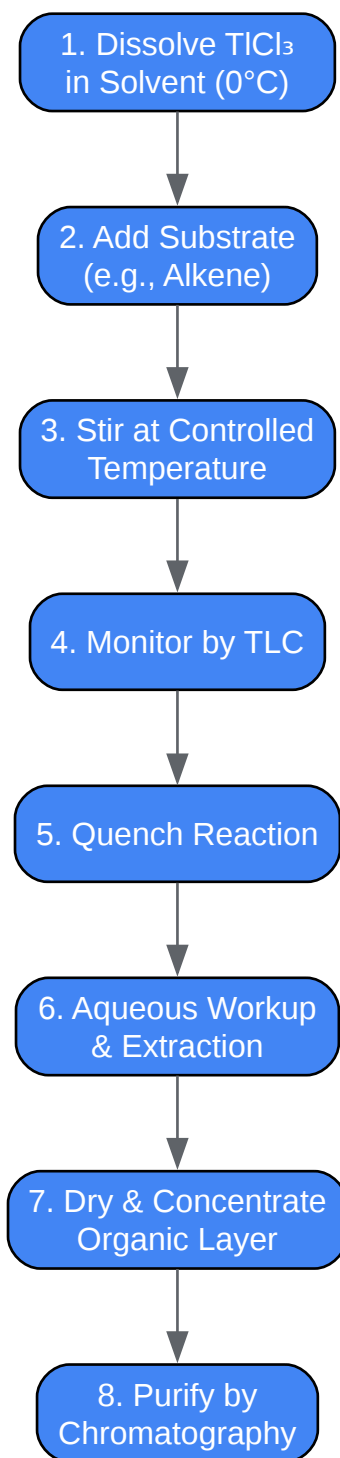 1. Dissolve TlCl₃
in Solvent (0°C)
2. Add Substrate
(e.g., Alkene)
3. Stir at Controlled
Temperature
4. Monitor by TLC
5. Quench Reaction
6. Aqueous Workup
& Extraction
7. Dry & Concentrate
Organic Layer
8. Purify by
Chromatography